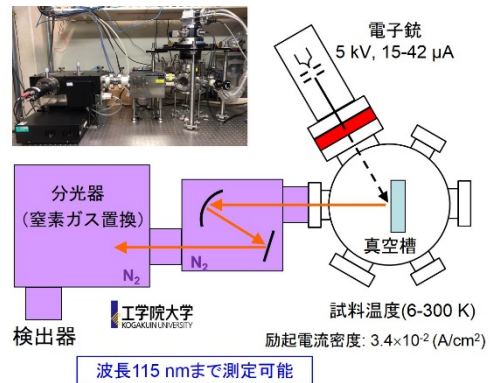 電子銃
5 kV, 15-42 μA
分光器
(窒素ガス置換)
N₂
N₂
真空槽
工学院大学
KOGAKUIN UNIVERSITY
検出器
試料温度(6-300 K)
励起電流密度: 3.4×10⁻² (A/cm²)
波長115 nmまで測定可能